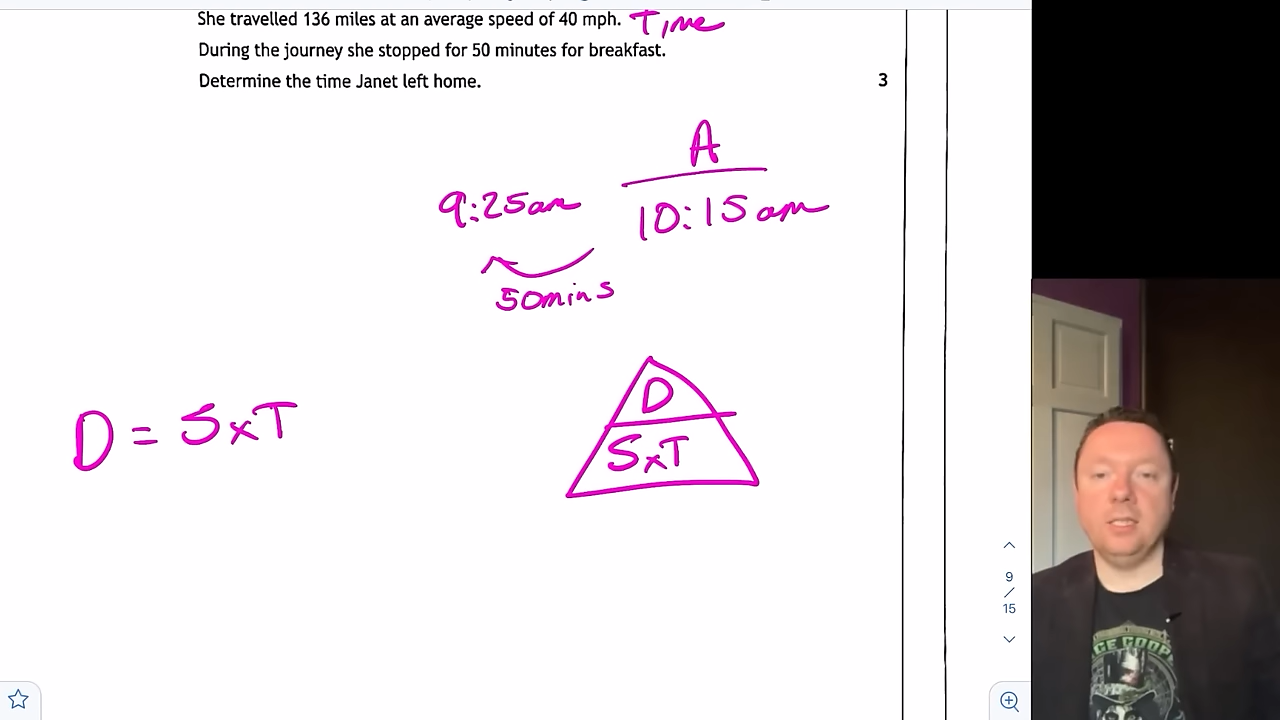 She travelled 136 miles at an average speed of 40 mph. Time
During the journey she stopped for 50 minutes for breakfast.
Determine the time Janet left home.
3
A
9:25am
10:15am
50mins
D = S x T
D
S x T
9
/
15